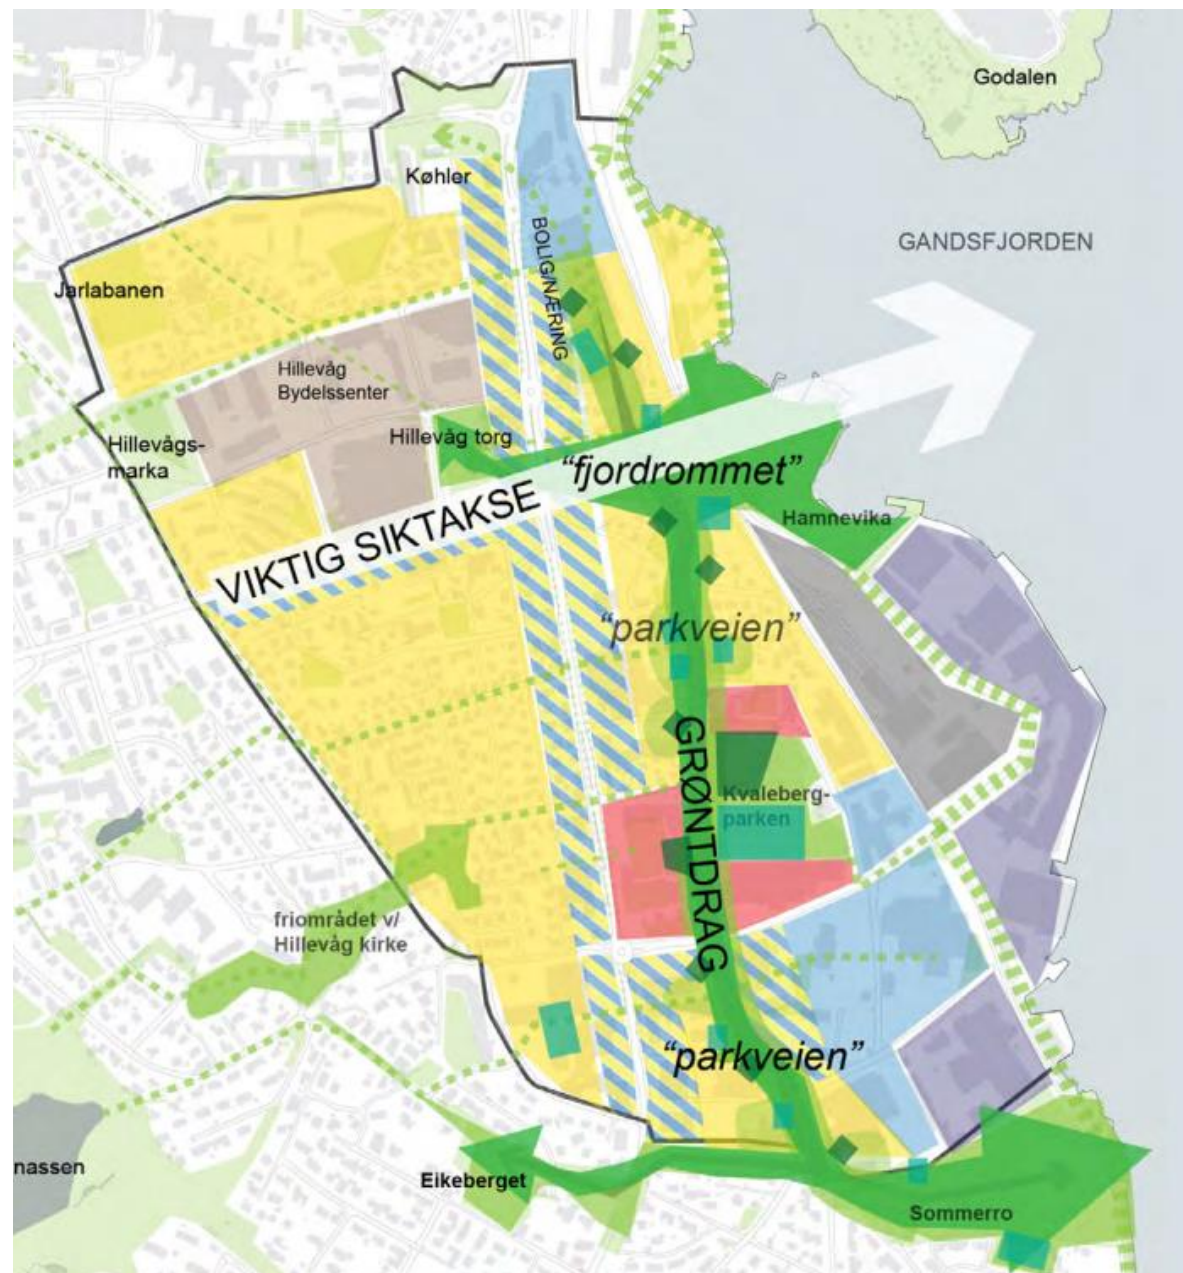 Godalen
Køhler
GANDSFJORDEN
BOLIG/NÆRING
Jarlabanen
Hillevåg
Bydelssenter
Hillevåg torg
Hillevågs-
marka
"fjordrommet"
VIKTIG SIKTAKSE
Hamnevika
"parkveien"
GRØNTDRAG
Kvaleberg-
parken
friområdet v/
Hillevåg kirke
"parkveien"
nassen
Eikeberget
Sommerro